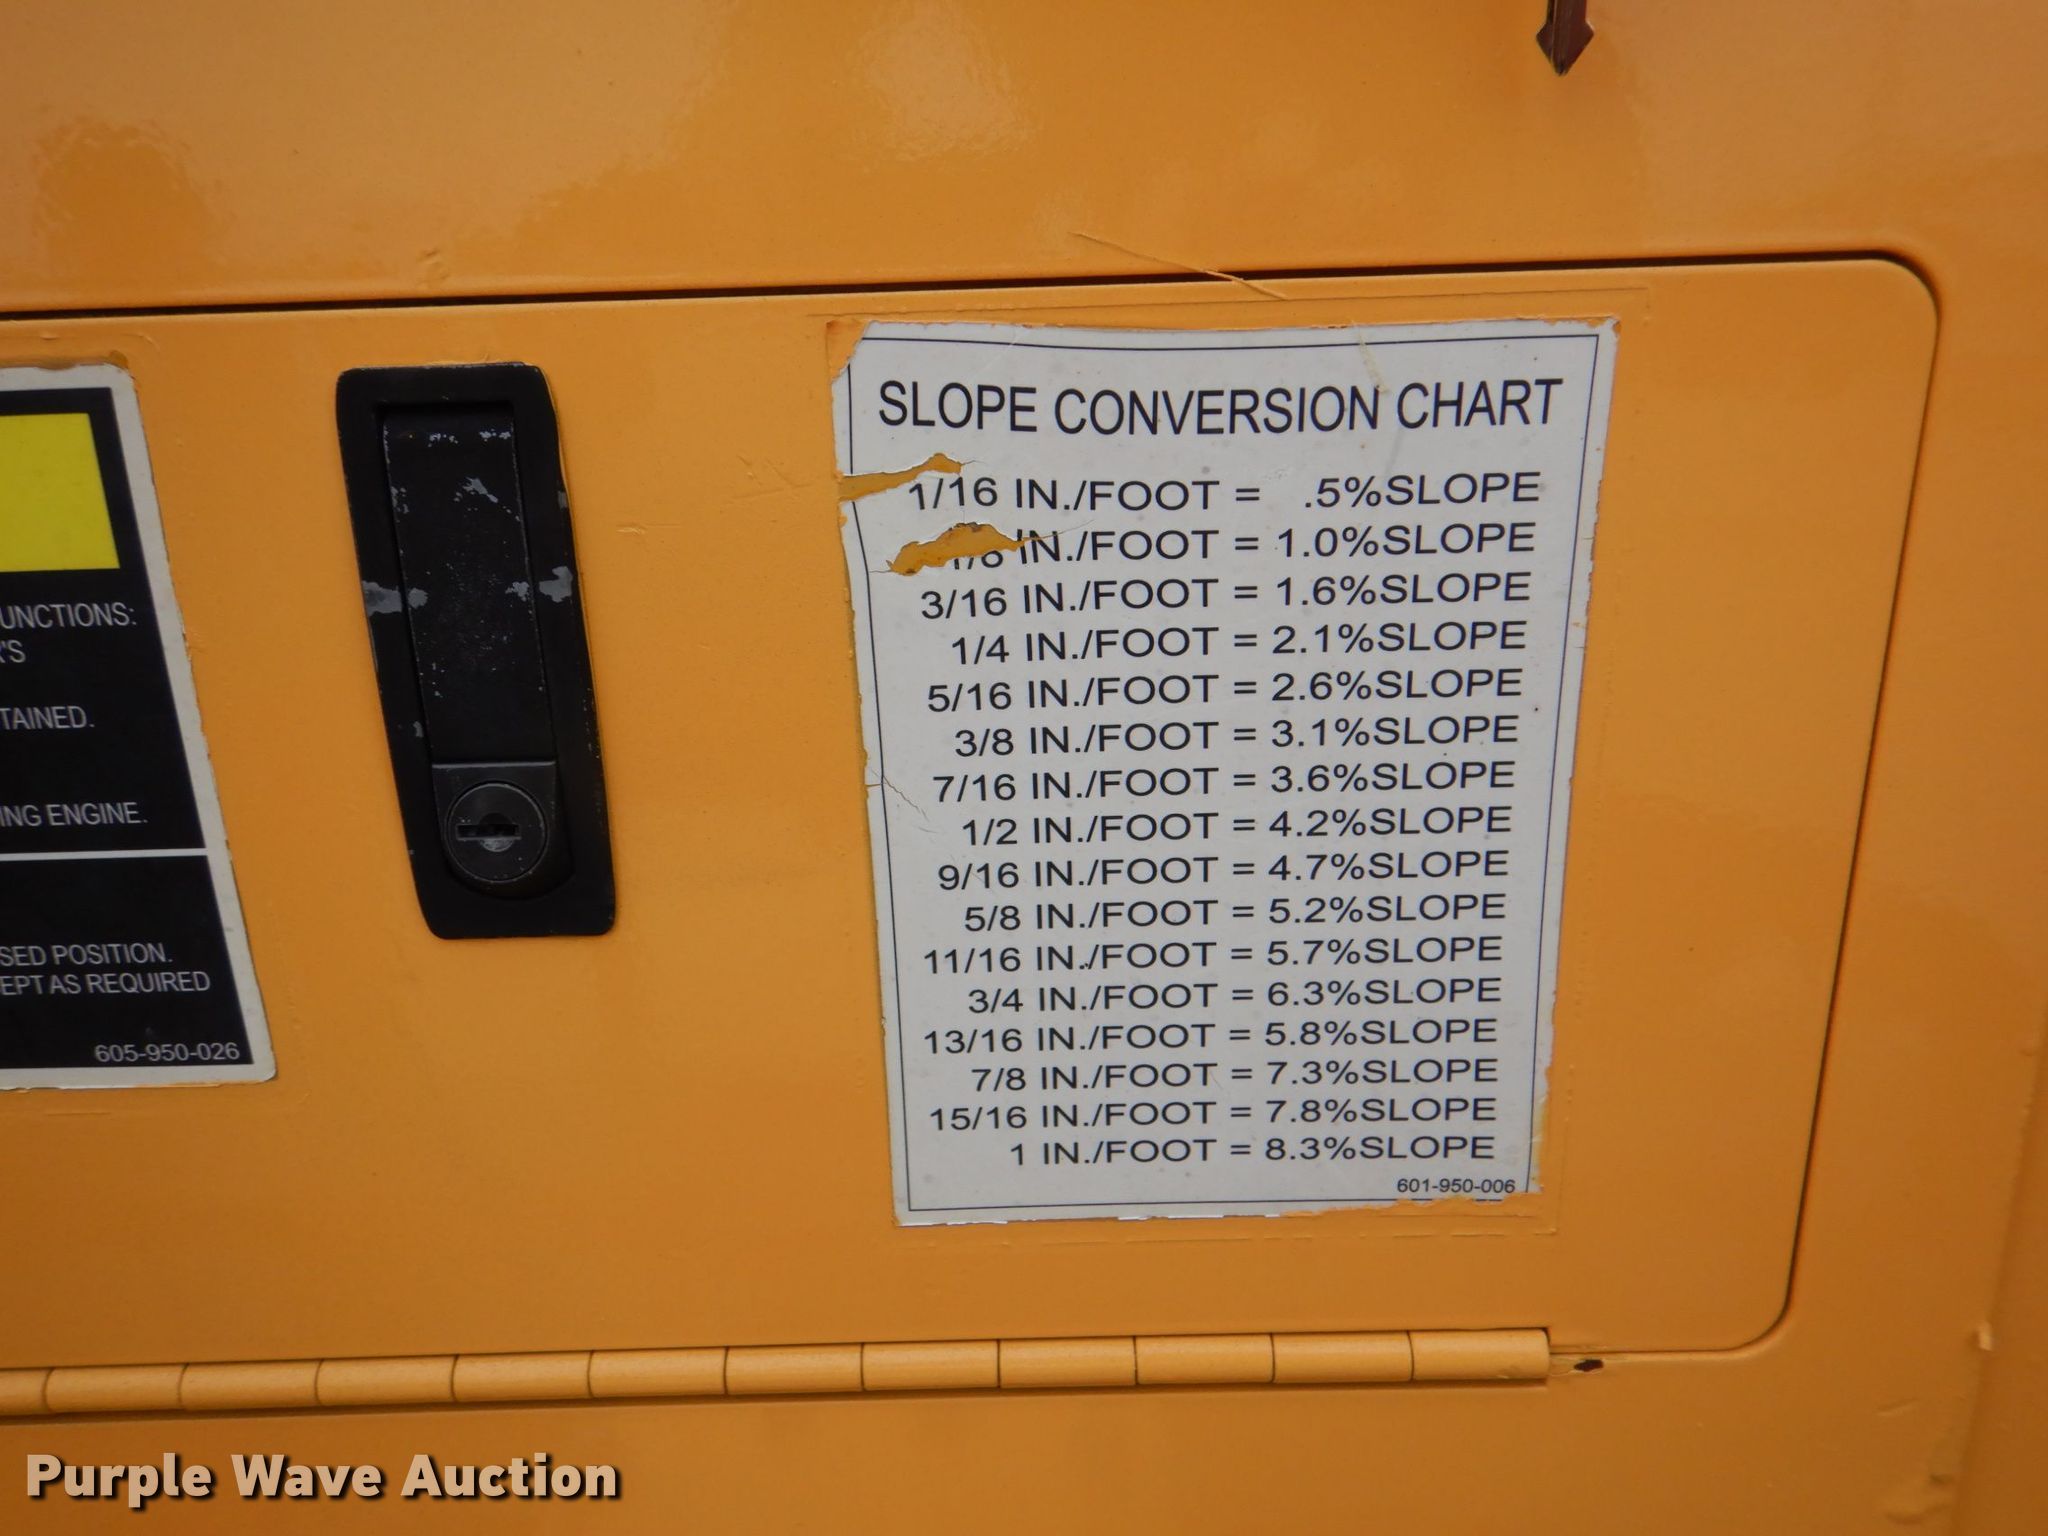 UNCTIONS:
'S
TAINED.
ING ENGINE.
SED POSITION.
EPT AS REQUIRED
605-950-026
SLOPE CONVERSION CHART
1/16 IN./FOOT = .5%SLOPE
1/8 IN./FOOT = 1.0%SLOPE
3/16 IN./FOOT = 1.6%SLOPE
1/4 IN./FOOT = 2.1%SLOPE
5/16 IN./FOOT = 2.6%SLOPE
3/8 IN./FOOT = 3.1%SLOPE
7/16 IN./FOOT = 3.6%SLOPE
1/2 IN./FOOT = 4.2%SLOPE
9/16 IN./FOOT = 4.7%SLOPE
5/8 IN./FOOT = 5.2%SLOPE
11/16 IN./FOOT = 5.7%SLOPE
3/4 IN./FOOT = 6.3%SLOPE
13/16 IN./FOOT = 5.8%SLOPE
7/8 IN./FOOT = 7.3%SLOPE
15/16 IN./FOOT = 7.8%SLOPE
1 IN./FOOT = 8.3%SLOPE
601-950-006
Purple Wave Auction